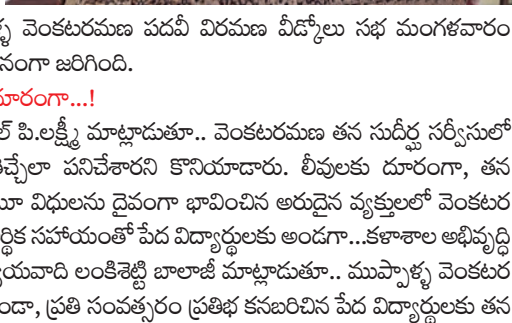 వెంకటరమణ పదవీ విరమణ వీడ్కోలు సభ మంగళవారం
జరిగింది.
దూరంగా...!
పి.లక్ష్మీ మాట్లాడుతూ.. వెంకటరమణ తన సుదీర్ఘ సర్వీసులో
పనిచేశారని కొనియాడారు. లీవులకు దూరంగా, తన
విధులను దైవంగా భావించిన అరుదైన వ్యక్తులలో వెంకటర
సహాయంతో పేద విద్యార్థులకు అండగా...కళాశాల అభివృద్ధి
లంకిశెట్టి బాలాజీ మాట్లాడుతూ.. ముప్పాళ్ళ వెంకటర
ప్రతి సంవత్సరం ప్రతిభ కనబరిచిన పేద విద్యార్థులకు తన